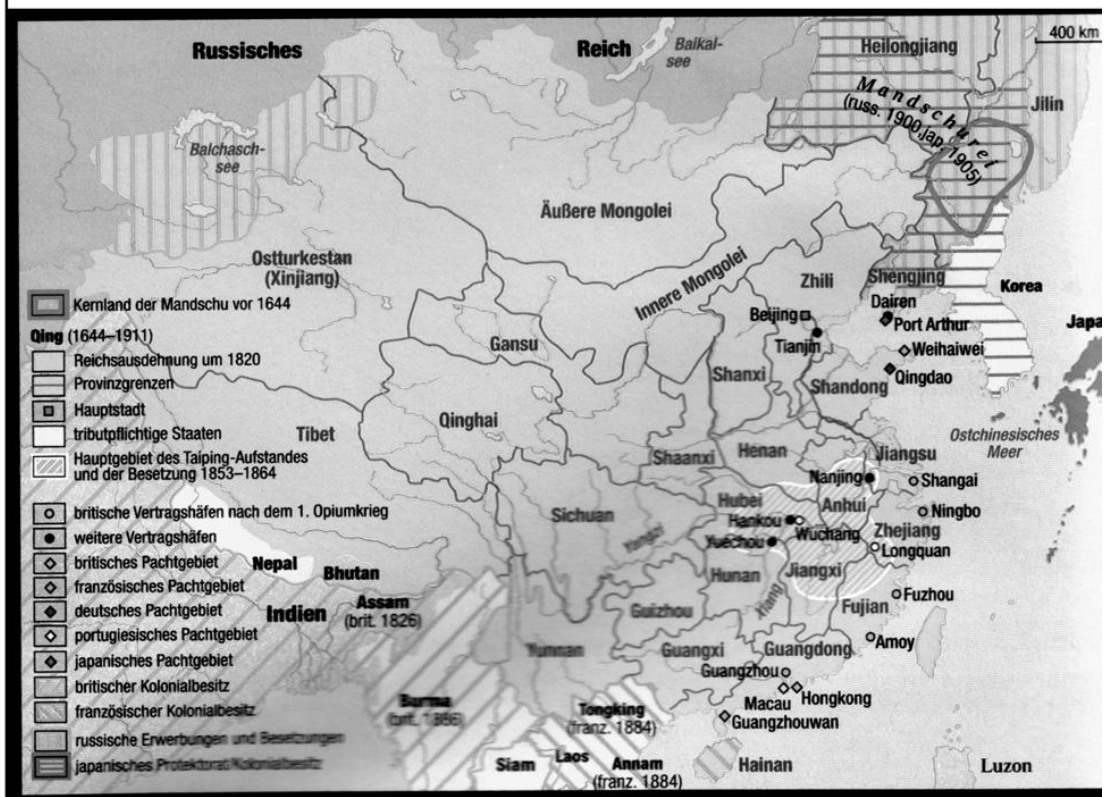 Russisches
Reich
Baikal-
see
400 km
Heilongjiang
Mandschurei
(russ. 1900, jap. 1905)
Jilin
Balchasch-
see
Äußere Mongolei
Ostturkestan
(Xinjiang)
Innere Mongolei
Zhili
Shengjing
Korea
Dairen
Beijing
Port Arthur
Japa
Tianjin
Weihaiwei
Gansu
Shanxi
Qingdao
Shandong
Qinghai
Tibet
Ostchinesisches
Meer
Henan
Jiangsu
Shaanxi
Nanjing
Shangai
Hubei
Anhui
Sichuan
Hankou
Ningbo
Wuchang
Zhejiang
Yangzi
Yuechou
Longquan
Nepal
Bhutan
Hunan
Jiangxi
Fuzhou
Assam
(brit. 1826)
Indien
Guizhou
Xiang
Fujian
Yunnan
Guangxi
Guangdong
Amoy
Guangzhou
Burma
(brit. 1886)
Tongking
(franz. 1884)
Macau
Hongkong
Guangzhouwan
Siam
Laos
Annam
(franz. 1884)
Hainan
Luzon
Kernland der Mandschu vor 1644
Qing (1644–1911)
Reichsausdehnung um 1820
Provinzgrenzen
Hauptstadt
tributpflichtige Staaten
Hauptgebiet des Taiping-Aufstandes
und der Besetzung 1853–1864
britische Vertragshäfen nach dem 1. Opiumkrieg
weitere Vertragshäfen
britisches Pachtgebiet
französisches Pachtgebiet
deutsches Pachtgebiet
portugiesisches Pachtgebiet
japanisches Pachtgebiet
britischer Kolonialbesitz
französischer Kolonialbesitz
russische Erwerbungen und Besetzungen
japanisches Protektorat/Kolonialbesitz